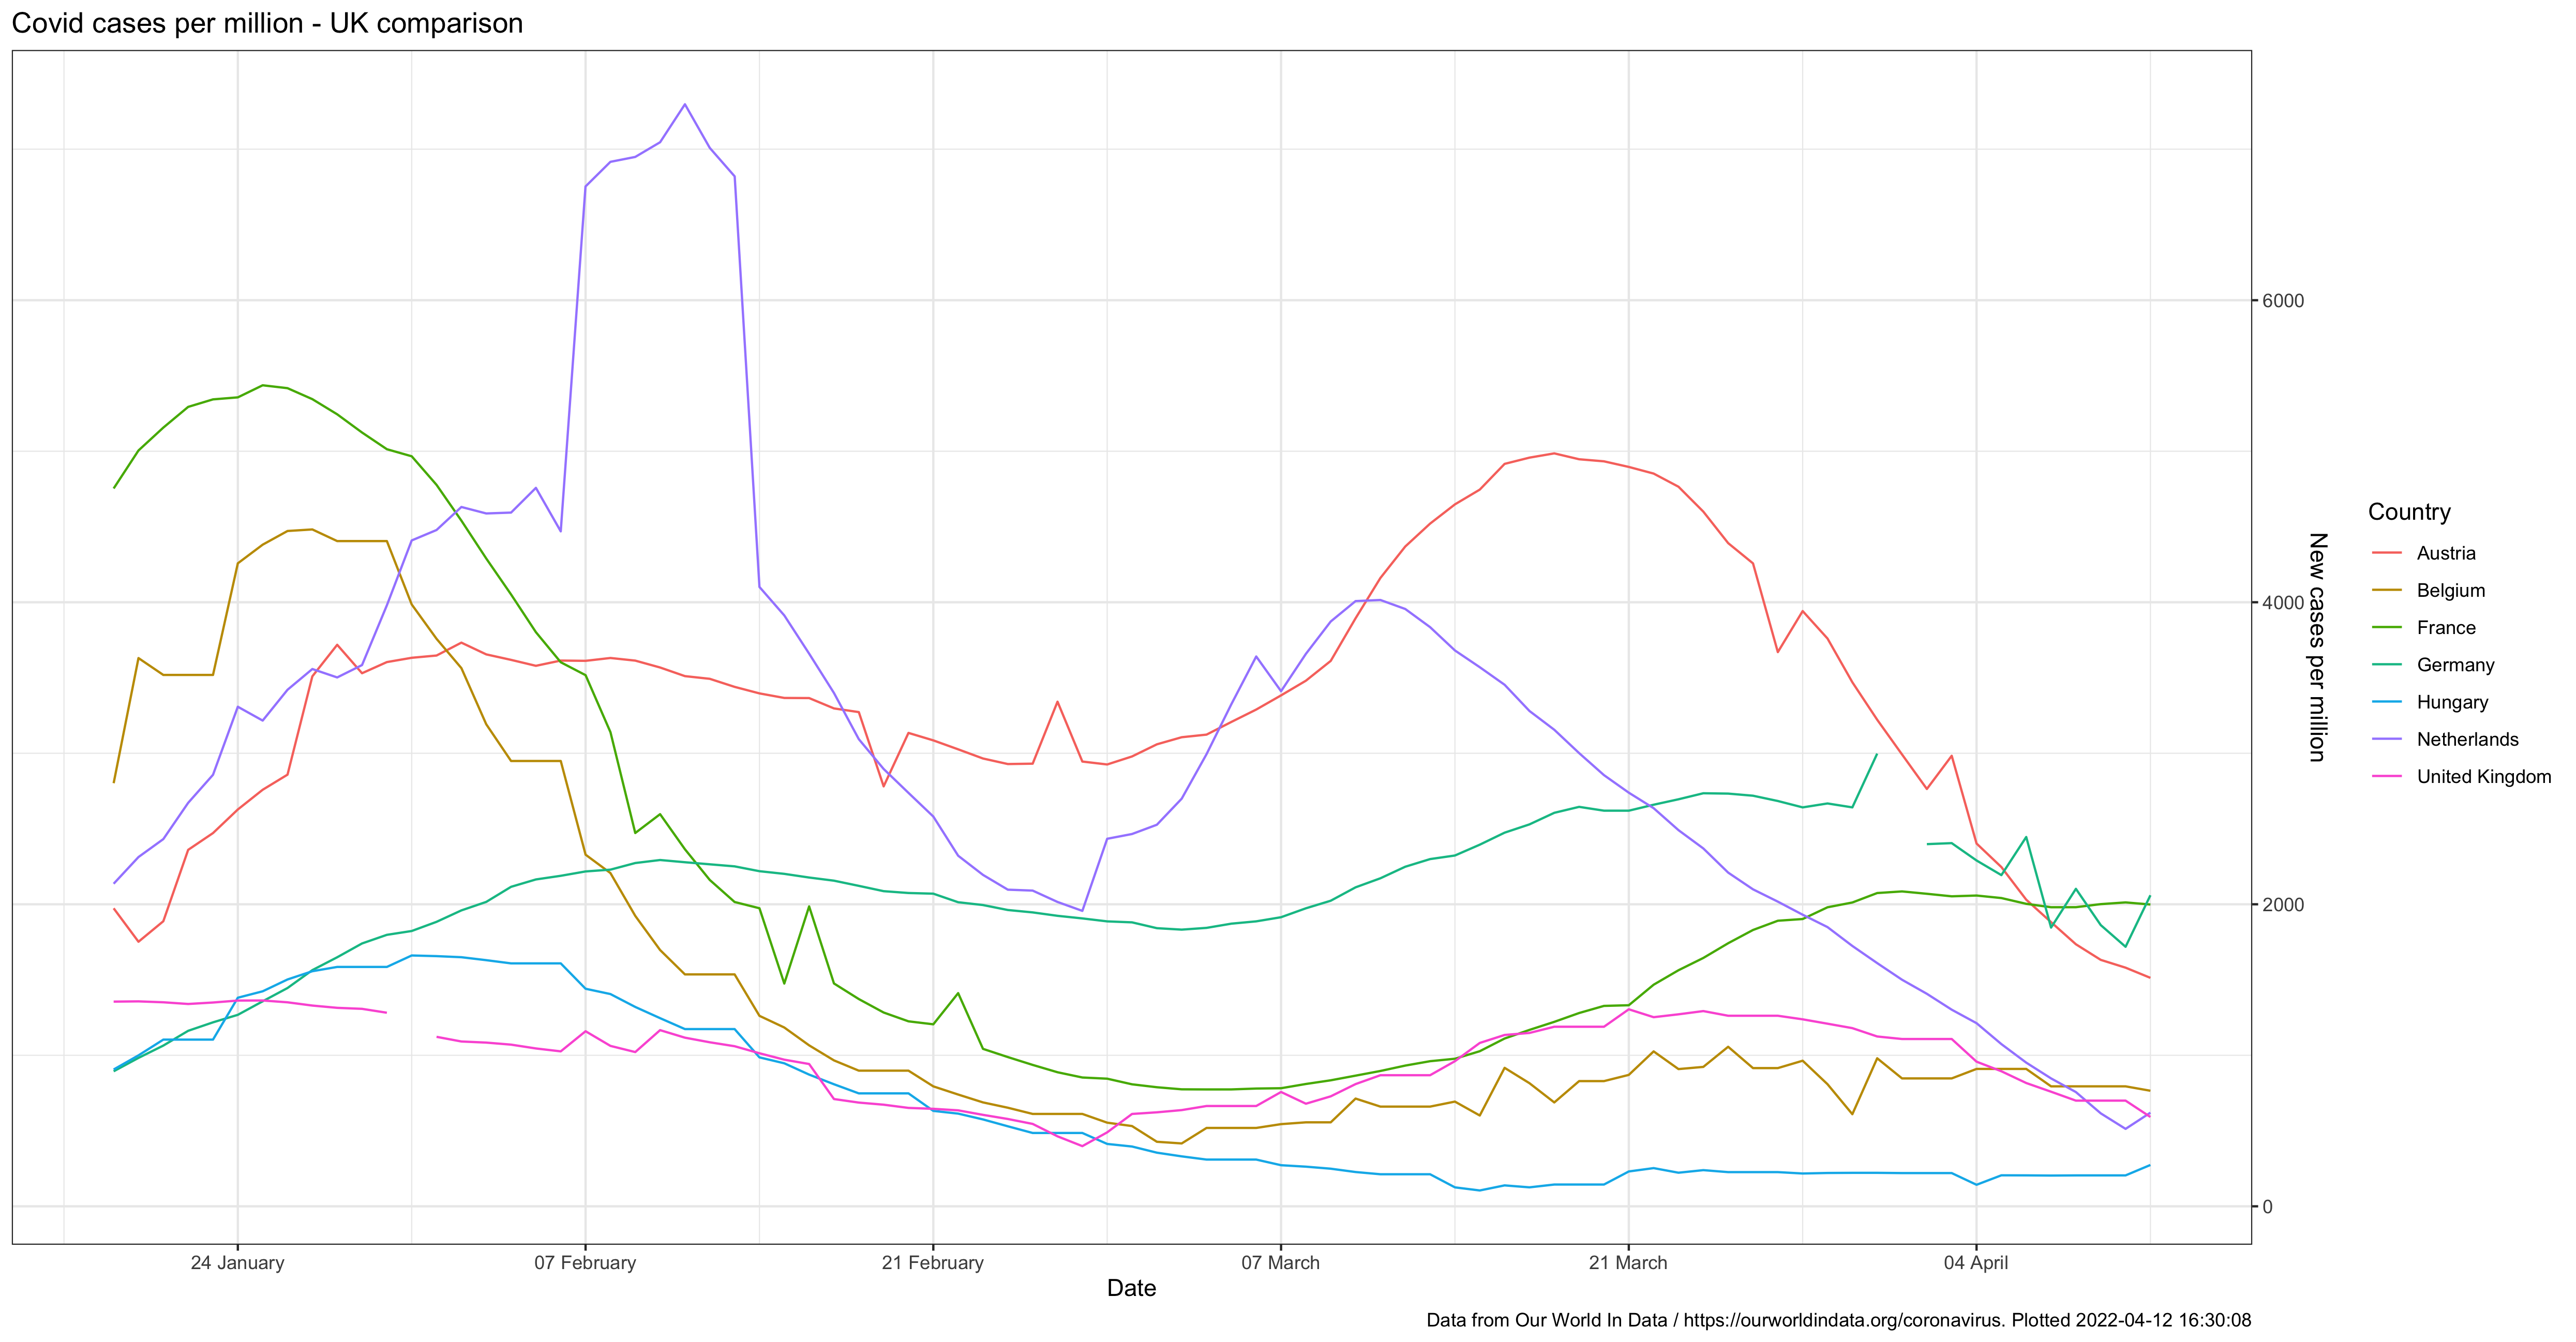 Covid cases per million - UK comparison
6000
4000
2000
0
New cases per million
Country
Austria
Belgium
France
Germany
Hungary
Netherlands
United Kingdom
24 January
07 February
21 February
07 March
21 March
04 April
Date
Data from Our World In Data / https://ourworldindata.org/coronavirus. Plotted 2022-04-12 16:30:08